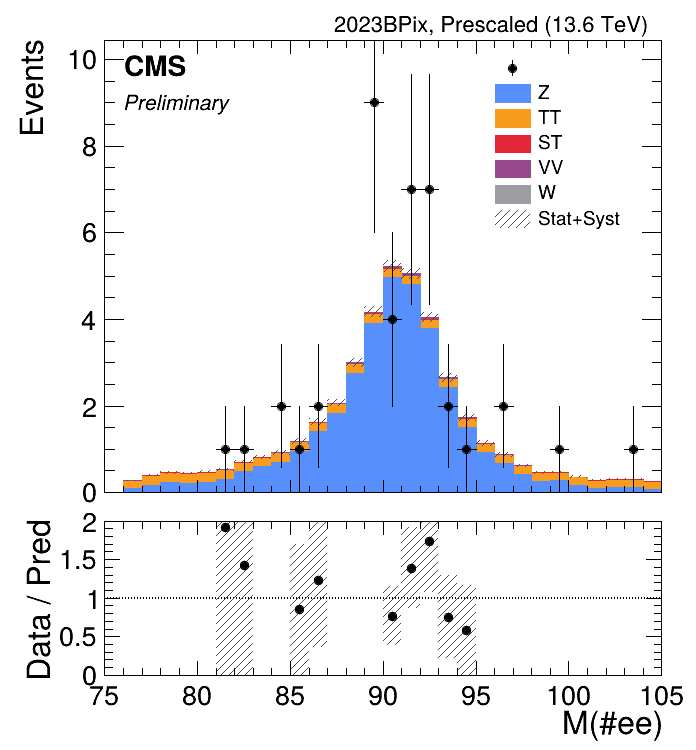 2023BPix, Prescaled (13.6 TeV)
CMS
Preliminary
Events
10
8
6
4
2
0
Z
TT
ST
VV
W
Stat+Syst
Data / Pred
2
1.5
1
0.5
0
75 80 85 90 95 100 105
M(#ee)